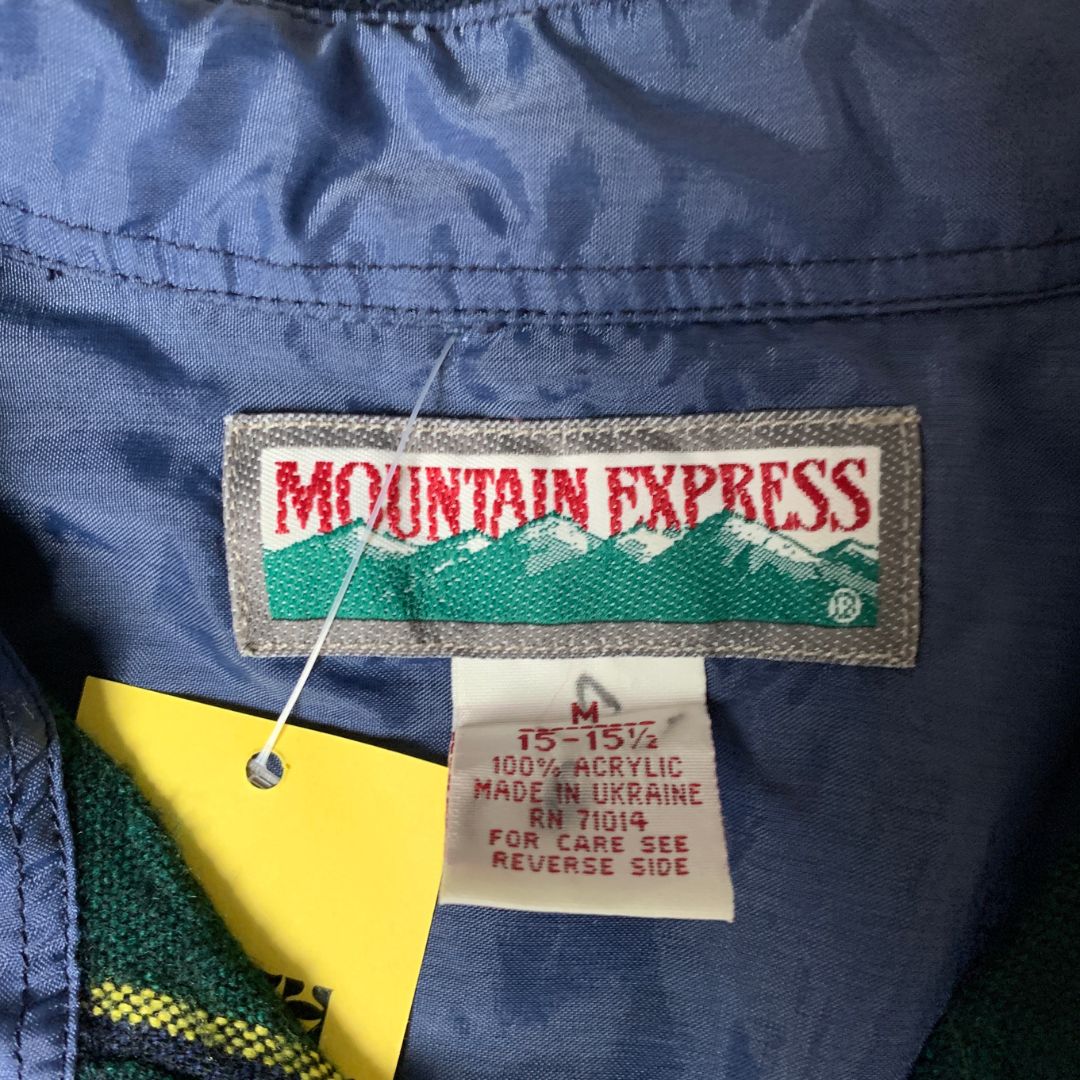 MOUNTAIN EXPRESS
®
M
15-15½
100% ACRYLIC
MADE IN UKRAINE
RN 71014
FOR CARE SEE
REVERSE SIDE